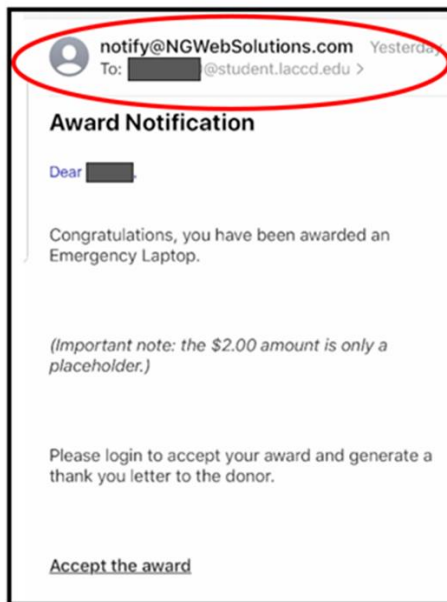 notify@NGWebSolutions.com Yesterday
To: @student.laccd.edu >
Award Notification
Dear ,
Congratulations, you have been awarded an
Emergency Laptop.
(Important note: the $2.00 amount is only a
placeholder.)
Please login to accept your award and generate a
thank you letter to the donor.
Accept the award